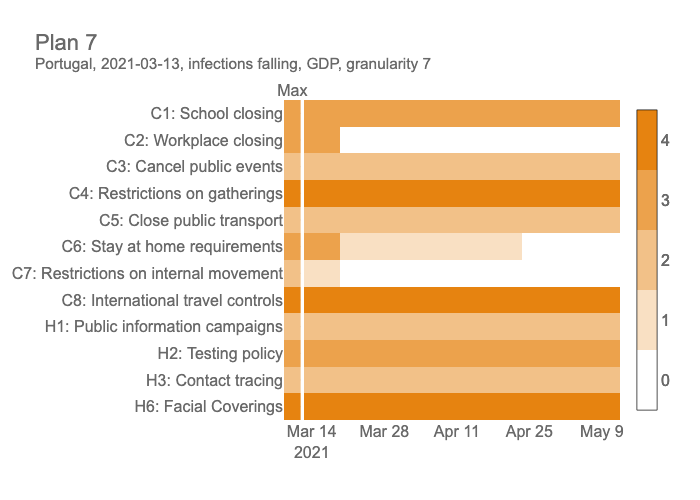 Plan 7
Portugal, 2021-03-13, infections falling, GDP, granularity 7
Max
C1: School closing
C2: Workplace closing
C3: Cancel public events
C4: Restrictions on gatherings
C5: Close public transport
C6: Stay at home requirements
C7: Restrictions on internal movement
C8: International travel controls
H1: Public information campaigns
H2: Testing policy
H3: Contact tracing
H6: Facial Coverings
Mar 14 Mar 28 Apr 11 Apr 25 May 9
2021
4
3
2
1
0